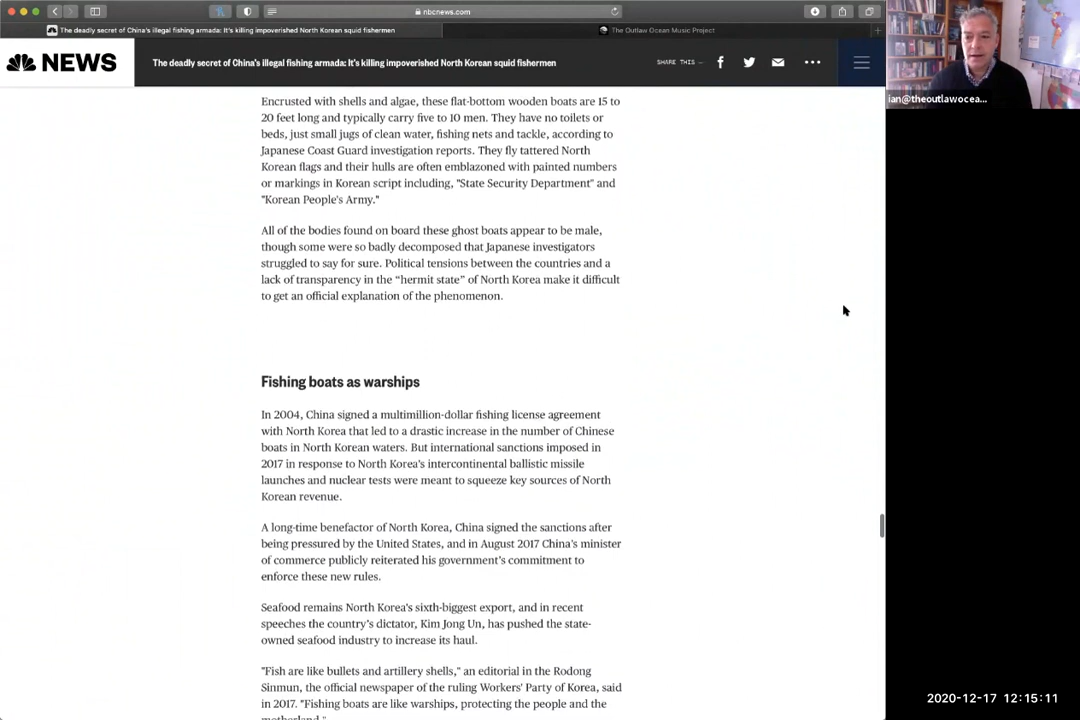 nbcnews.com
The deadly secret of China's illegal fishing armada: It's killing impoverished North Korean squid fishermen
The Outlaw Ocean Music Project
NEWS
The deadly secret of China's illegal fishing armada: It's killing impoverished North Korean squid fishermen
SHARE THIS —
ian@theoutlawocea...
Encrusted with shells and algae, these flat-bottom wooden boats are 15 to
20 feet long and typically carry five to 10 men. They have no toilets or
beds, just small jugs of clean water, fishing nets and tackle, according to
Japanese Coast Guard investigation reports. They fly tattered North
Korean flags and their hulls are often emblazoned with painted numbers
or markings in Korean script including, "State Security Department" and
"Korean People's Army."
All of the bodies found on board these ghost boats appear to be male,
though some were so badly decomposed that Japanese investigators
struggled to say for sure. Political tensions between the countries and a
lack of transparency in the “hermit state” of North Korea make it difficult
to get an official explanation of the phenomenon.
Fishing boats as warships
In 2004, China signed a multimillion-dollar fishing license agreement
with North Korea that led to a drastic increase in the number of Chinese
boats in North Korean waters. But international sanctions imposed in
2017 in response to North Korea's intercontinental ballistic missile
launches and nuclear tests were meant to squeeze key sources of North
Korean revenue.
A long-time benefactor of North Korea, China signed the sanctions after
being pressured by the United States, and in August 2017 China's minister
of commerce publicly reiterated his government's commitment to
enforce these new rules.
Seafood remains North Korea's sixth-biggest export, and in recent
speeches the country's dictator, Kim Jong Un, has pushed the state-
owned seafood industry to increase its haul.
"Fish are like bullets and artillery shells," an editorial in the Rodong
Sinmun, the official newspaper of the ruling Workers' Party of Korea, said
in 2017. "Fishing boats are like warships, protecting the people and the
motherland."
2020-12-17 12:15:11